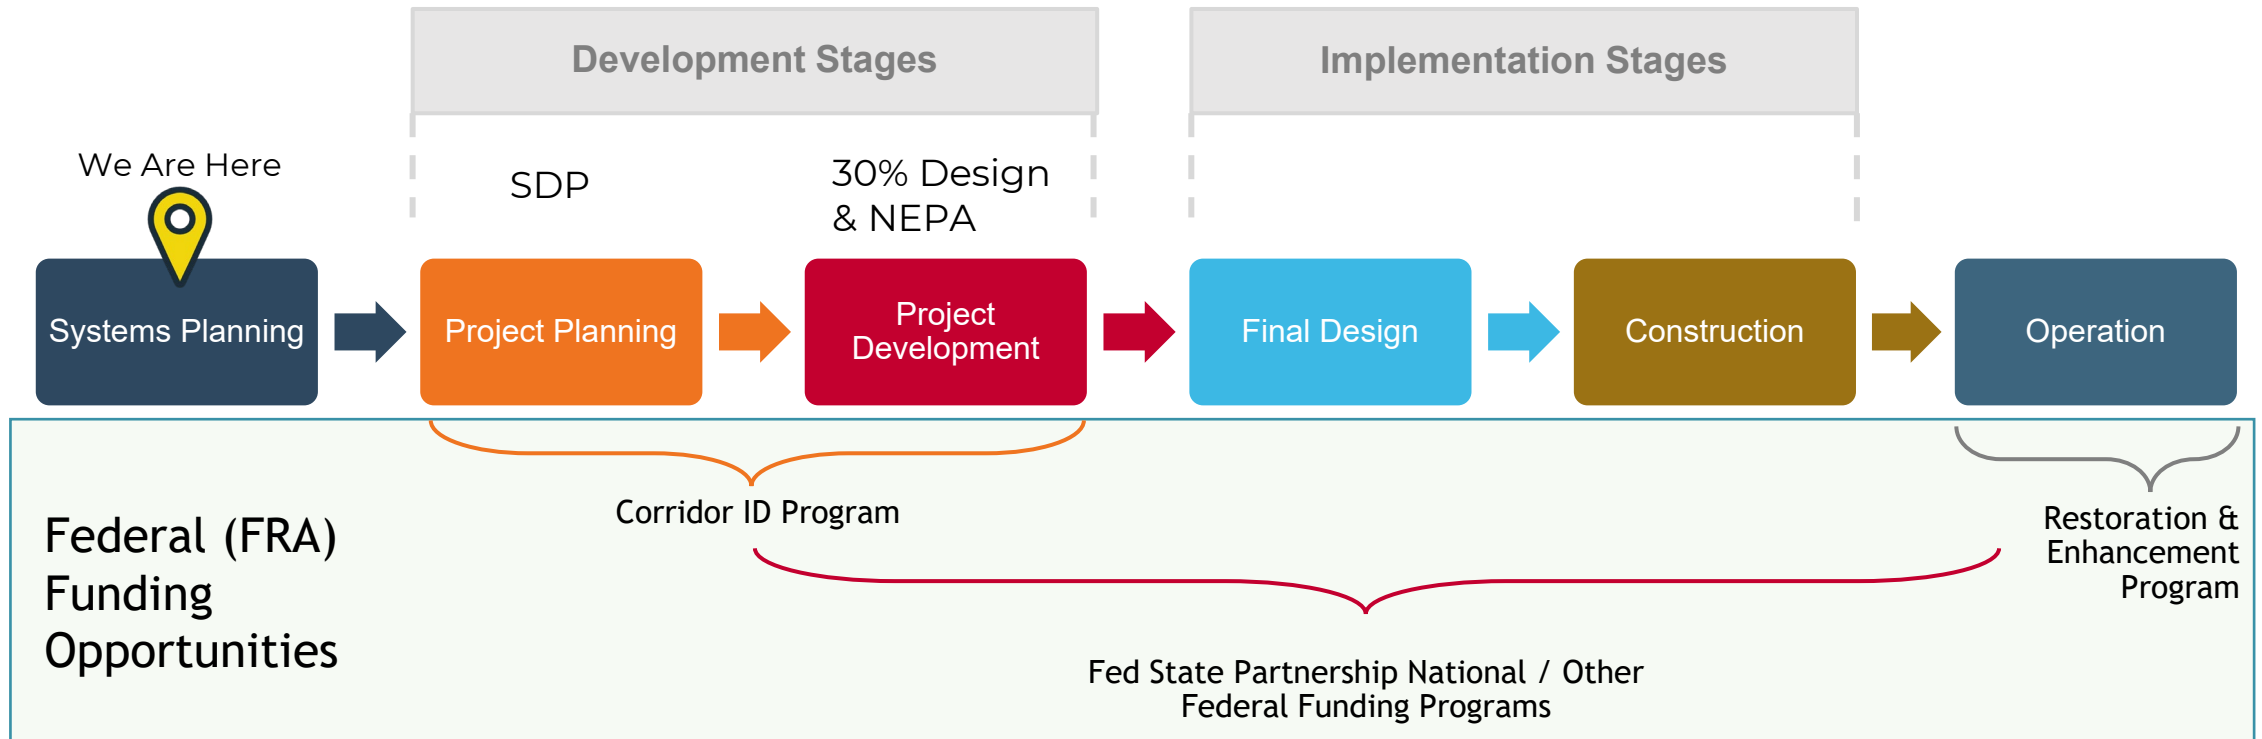 Development Stages
Implementation Stages
We Are Here
SDP
30% Design
& NEPA
Systems Planning
Project Planning
Project
Development
Final Design
Construction
Operation
Federal (FRA)
Funding
Opportunities
Corridor ID Program
Restoration &
Enhancement
Program
Fed State Partnership National / Other
Federal Funding Programs